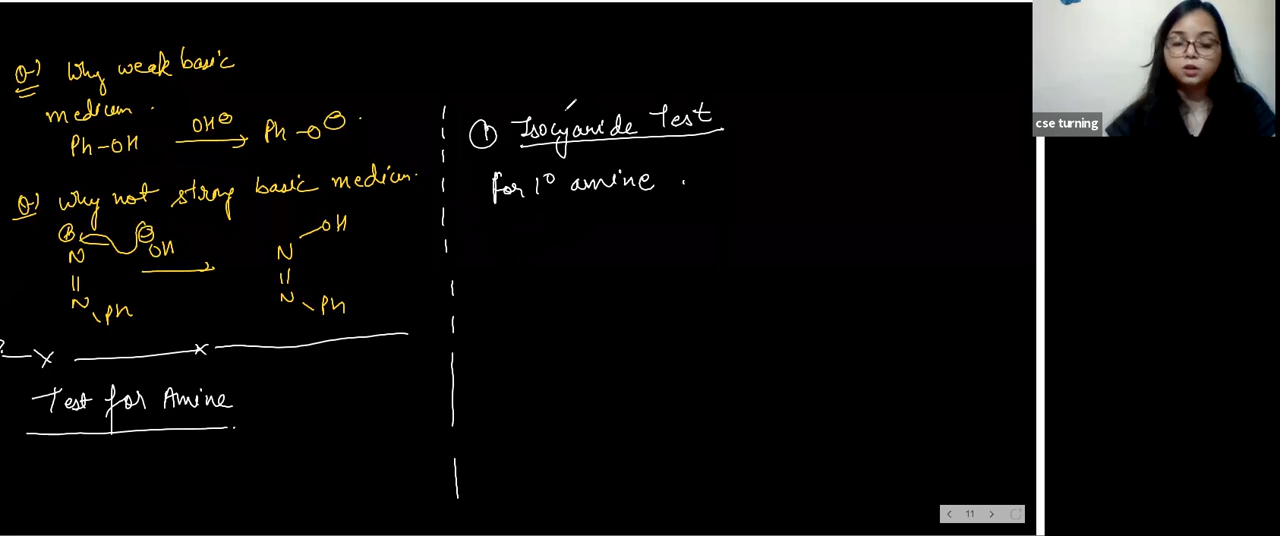 Q) Why weak basic
medium.
Ph-OH OH⊖ Ph-O⊖.
Q) Why not strong basic medium.
⊕ ⊖
N OH
||
N Ph
OH
N
||
N Ph
Test for Amine
① Isocyanide Test
for 1° amine.
cse turning
11